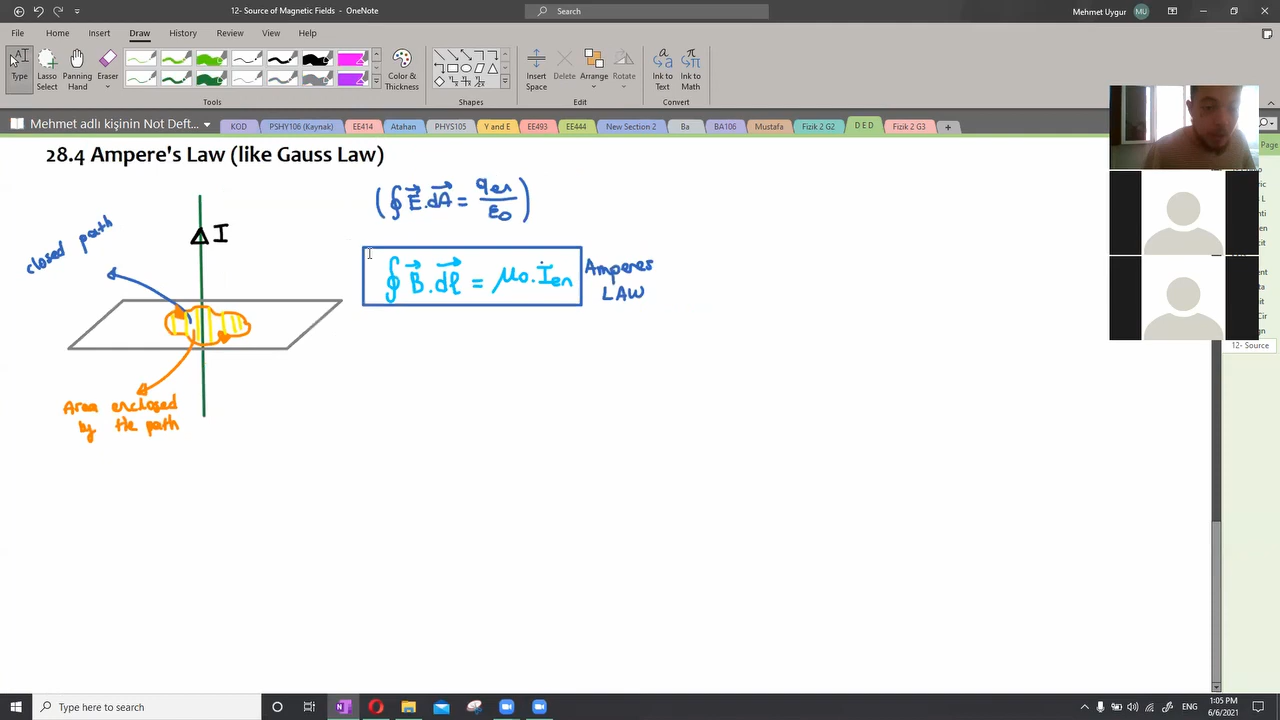 12- Source of Magnetic Fields - OneNote
Search
Mehmet Uygur
MU
File
Home
Insert
Draw
History
Review
View
Help
Type
Lasso Select
Panning Hand
Eraser
Color & Thickness
Insert Space
Delete
Arrange
Rotate
Ink to Text
Ink to Math
Tools
Shapes
Edit
Convert
Mehmet adlı kişinin Not Deft...
KOD
PSHY106 (Kaynak)
EE414
Atahan
PHYS105
Y and E
EE493
EE444
New Section 2
Ba
BA106
Mustafa
Fizik 2 G2
D E D
Fizik 2 G3
Page
28.4 Ampere's Law (like Gauss Law)
(∮E⃗.dA⃗ = qen/ε0)
closed path
I
∮B⃗.dl⃗ = μ0.Ien
Amperes
LAW
Area enclosed
by the path
12- Source
Type here to search
ENG
1:05 PM
6/6/2021